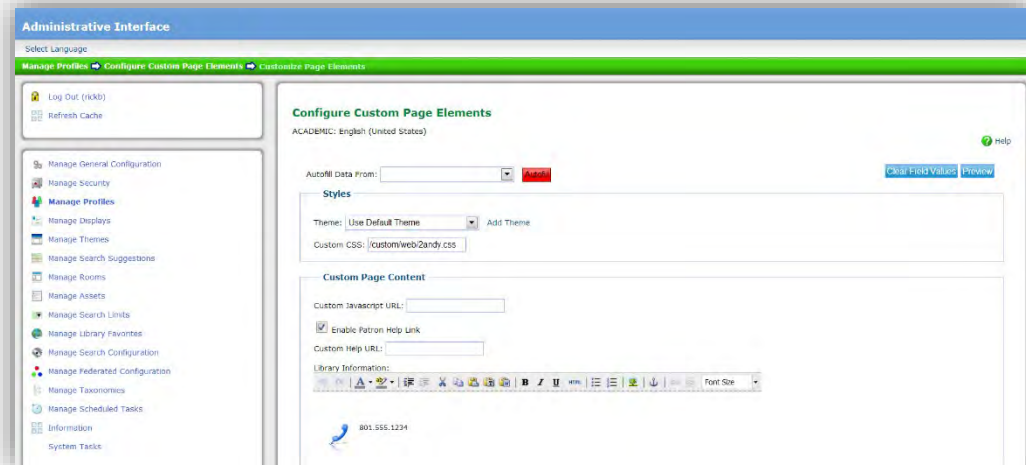 Administrative Interface
Select Language
Manage Profiles Configure Custom Page Elements Customize Page Elements
Log Out (rickb)
Refresh Cache
Manage General Configuration
Manage Security
Manage Profiles
Manage Displays
Manage Themes
Manage Search Suggestions
Manage Rooms
Manage Assets
Manage Search Limits
Manage Library Favorites
Manage Search Configuration
Manage Federated Configuration
Manage Taxonomies
Manage Scheduled Tasks
Information
System Tasks
Configure Custom Page Elements
ACADEMIC: English (United States)
Help
Autofill Data From: Autofill Clear Field Values Preview
Styles
Theme: Use Default Theme Add Theme
Custom CSS: /custom/web/2andy.css
Custom Page Content
Custom Javascript URL:
Enable Patron Help Link
Custom Help URL:
Library Information:
A B I U HTML Font Size
801.555.1234